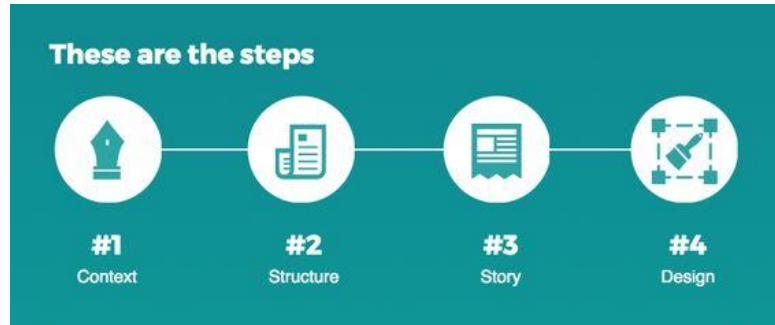 These are the steps
#1
Context
#2
Structure
#3
Story
#4
Design